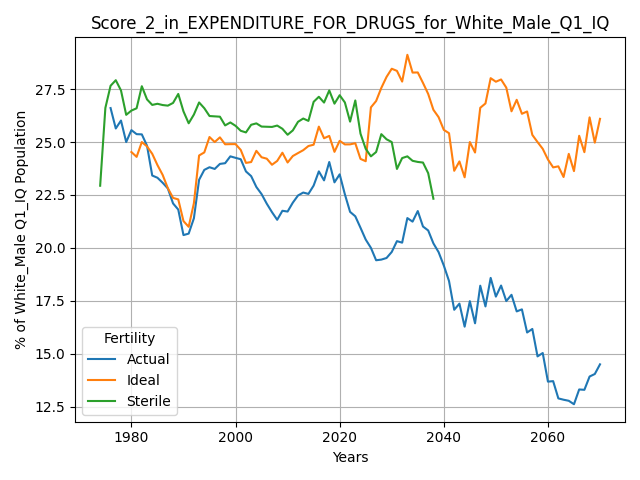 Score_2_in_EXPENDITURE_FOR_DRUGS_for_White_Male_Q1_IQ
% of White_Male Q1_IQ Population
27.5
25.0
22.5
20.0
17.5
15.0
12.5
Fertility
Actual
Ideal
Sterile
1980
2000
2020
2040
2060
Years